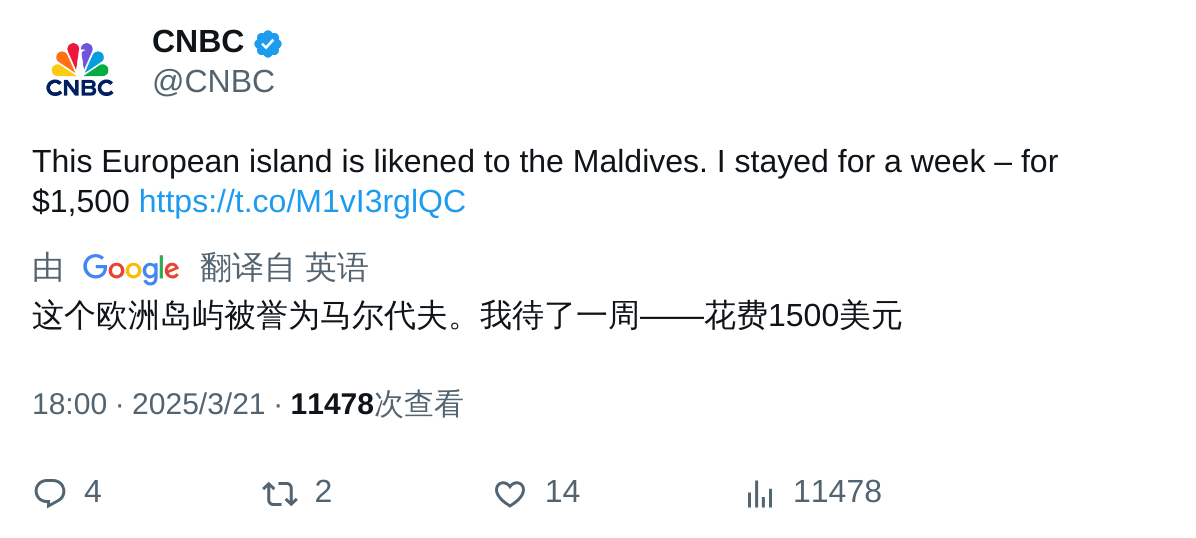 CNBC
CNBC
@CNBC
This European island is likened to the Maldives. I stayed for a week – for
$1,500 https://t.co/M1vI3rglQC
由 Google 翻译自 英语
这个欧洲岛屿被誉为马尔代夫。我待了一周——花费1500美元
18:00 · 2025/3/21 · 11478次查看
4 2 14 11478